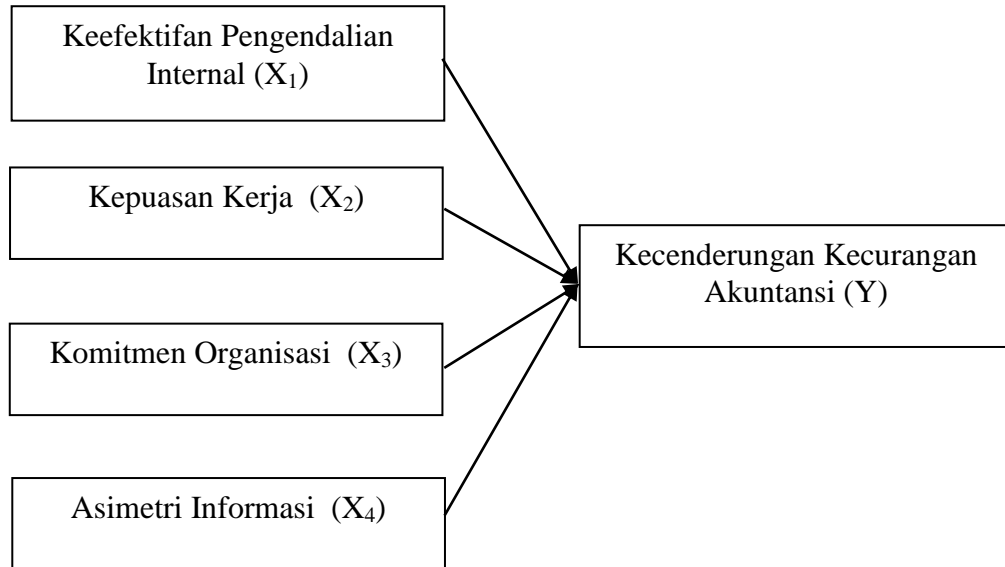 Keefektifan Pengendalian
Internal (X₁)
Kepuasan Kerja (X₂)
Komitmen Organisasi (X₃)
Asimetri Informasi (X₄)
Kecenderungan Kecurangan
Akuntansi (Y)